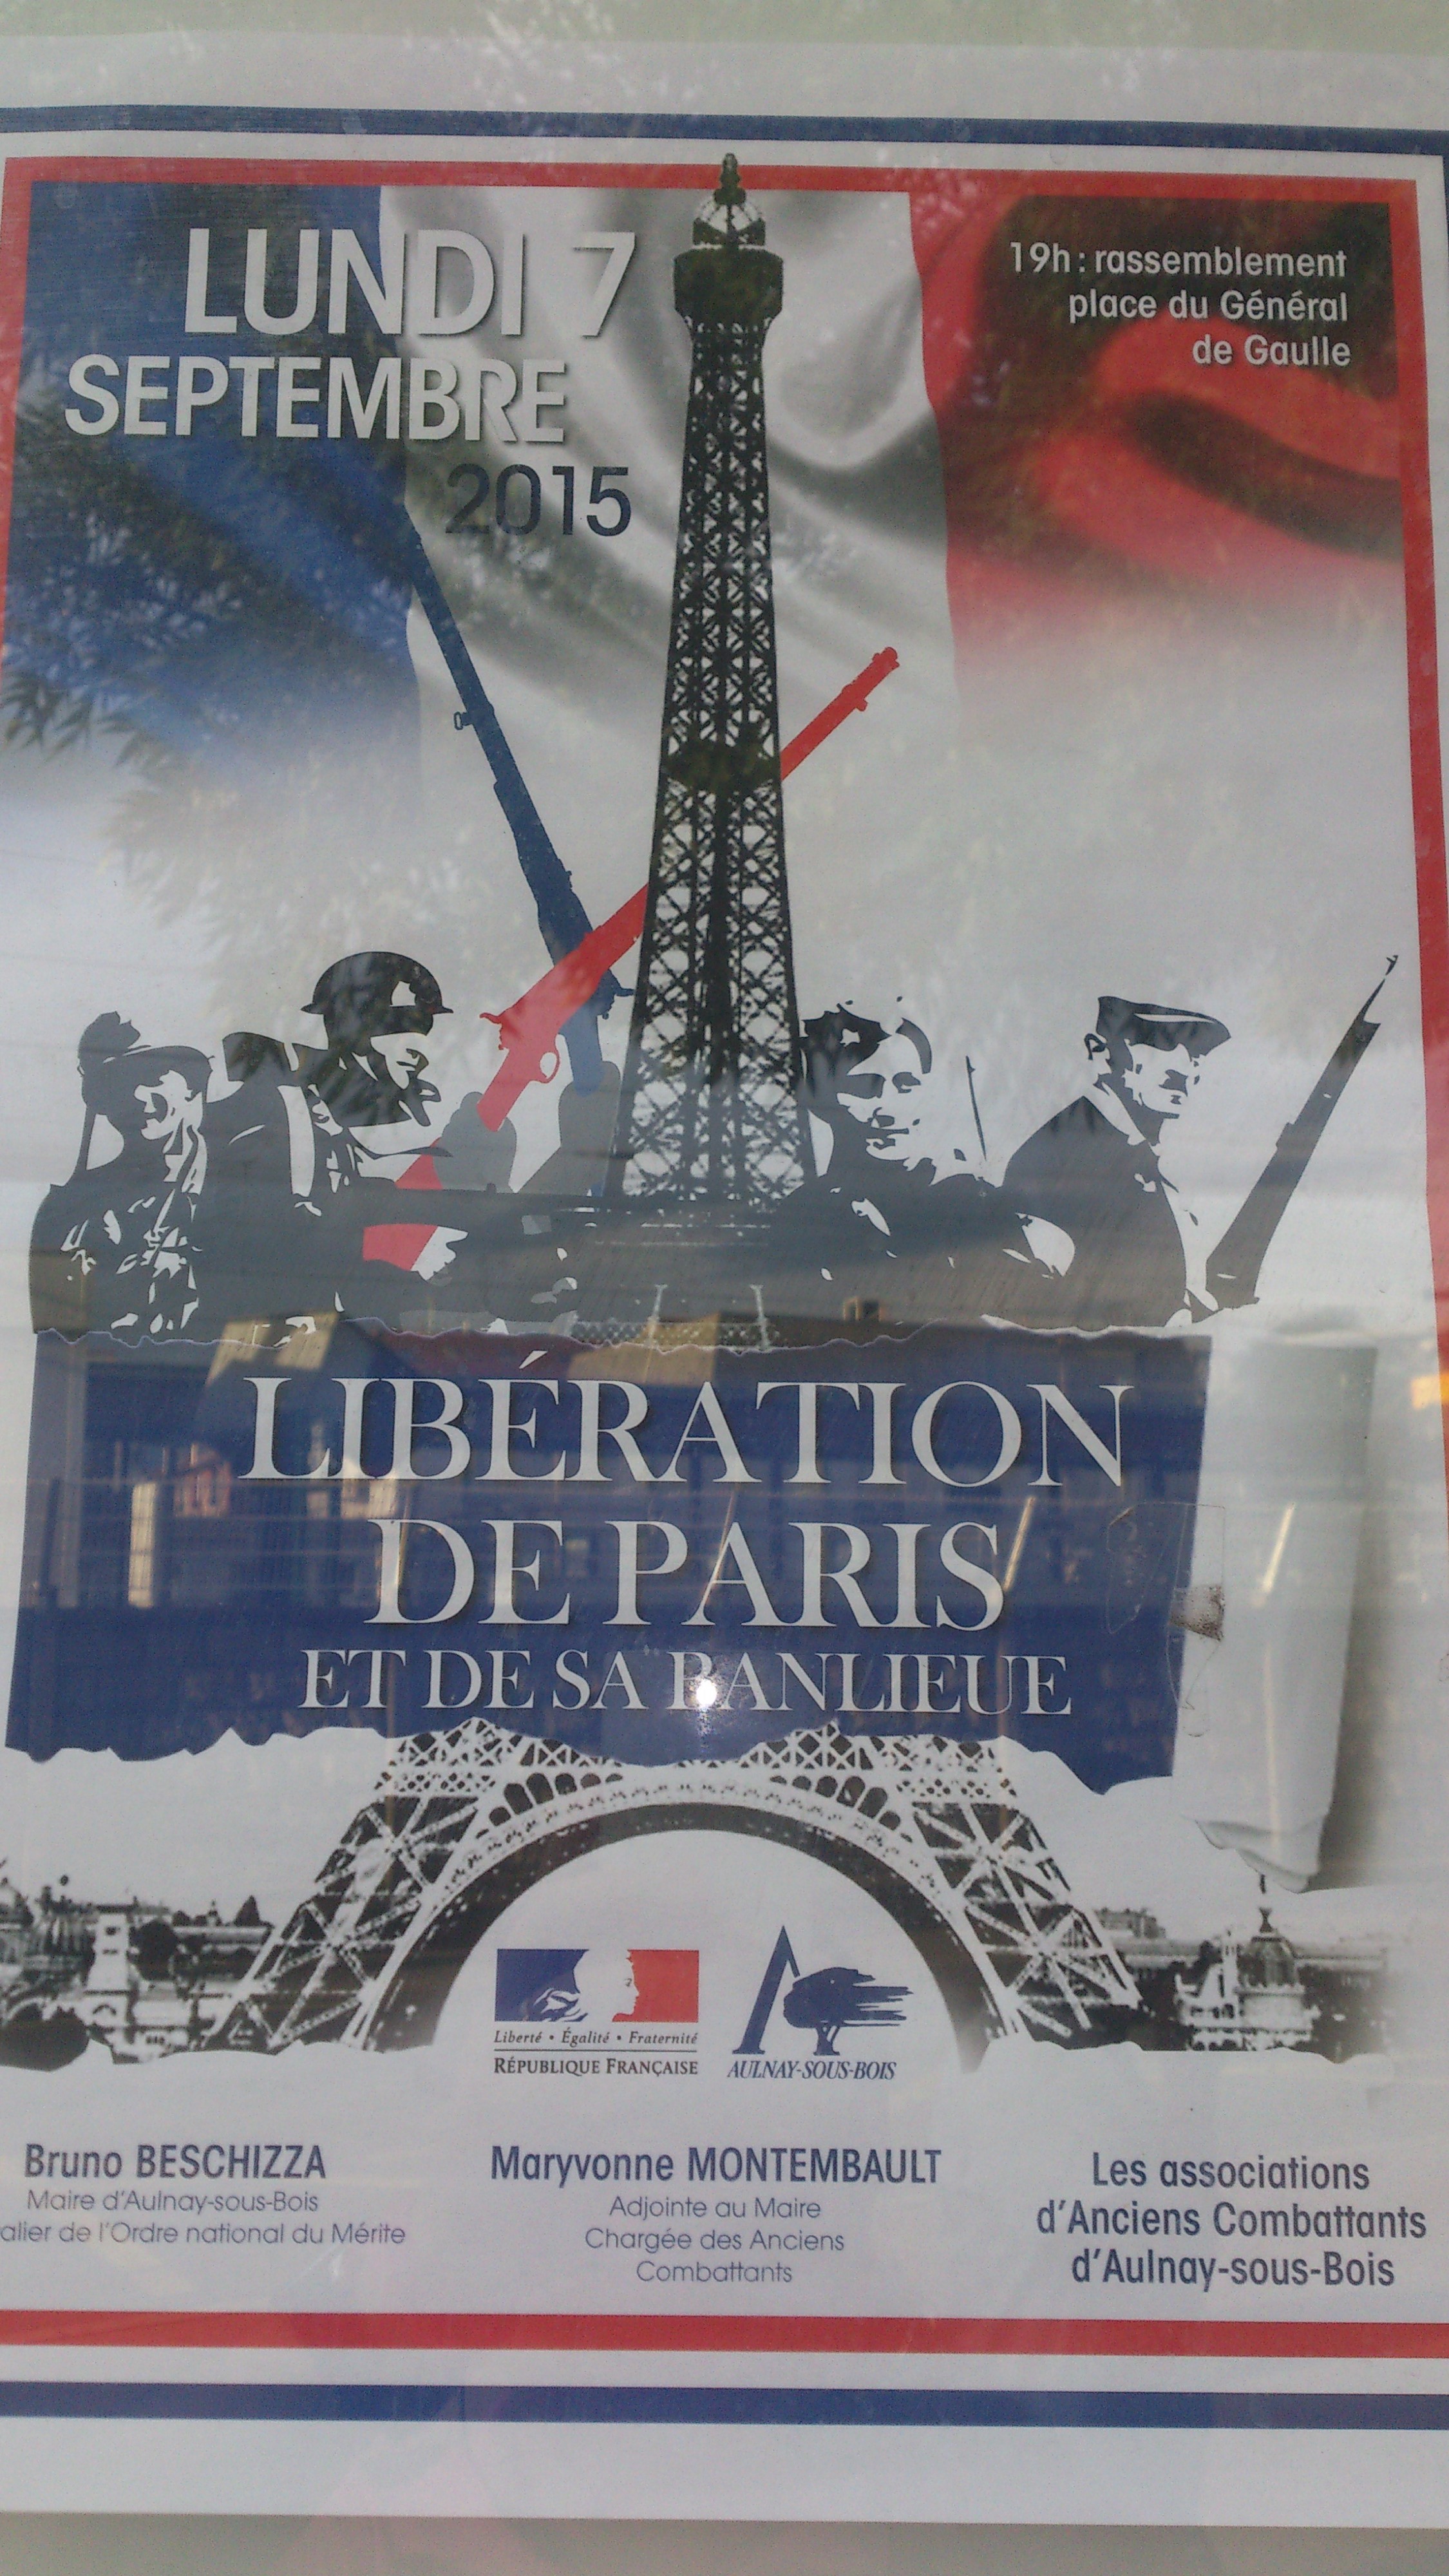 LUNDI 7
SEPTEMBRE
2015
19h : rassemblement
place du Général
de Gaulle
LIBÉRATION
DE PARIS
ET DE SA BANLIEUE
Liberté • Égalité • Fraternité
RÉPUBLIQUE FRANÇAISE
AULNAY-SOUS-BOIS
Bruno BESCHIZZA
Maire d'Aulnay-sous-Bois
alier de l'Ordre national du Mérite
Maryvonne MONTEMBAULT
Adjointe au Maire
Chargée des Anciens
Combattants
Les associations
d'Anciens Combattants
d'Aulnay-sous-Bois